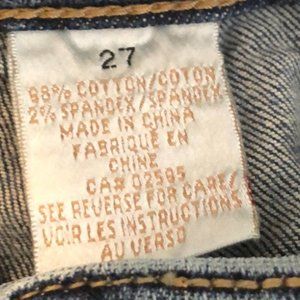 27
98% COTTON/COTON
2% SPANDEX/SPANDEX
MADE IN CHINA
FABRIQUE EN
CHINE
CA# 02595
SEE REVERSE FOR CARE/
VOIR LES INSTRUCTIONS
AU VERSO